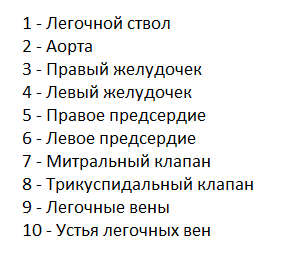 1 - Легочной ствол
2 - Аорта
3 - Правый желудочек
4 - Левый желудочек
5 - Правое предсердие
6 - Левое предсердие
7 - Митральный клапан
8 - Трикуспидальный клапан
9 - Легочные вены
10 - Устья легочных вен